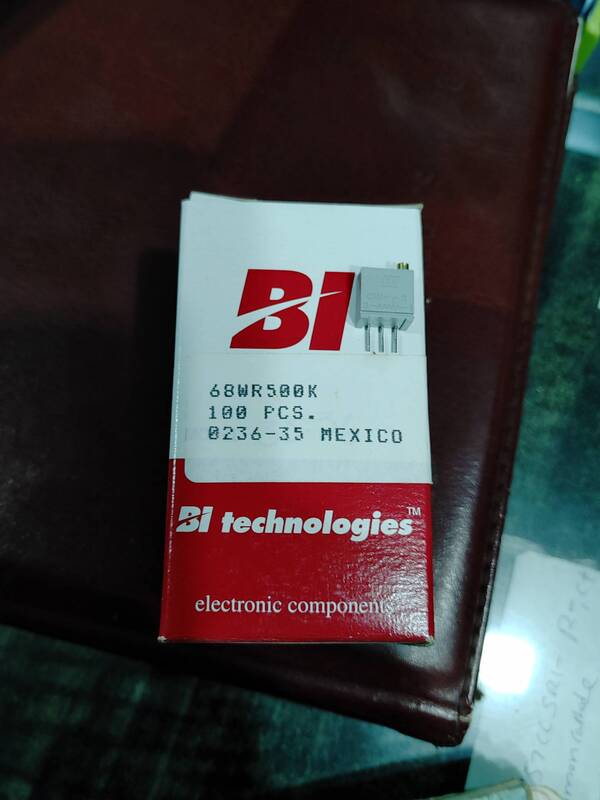 BI
68WR500K
100 PCS.
0236-35 MEXICO
BI technologies™
electronic components